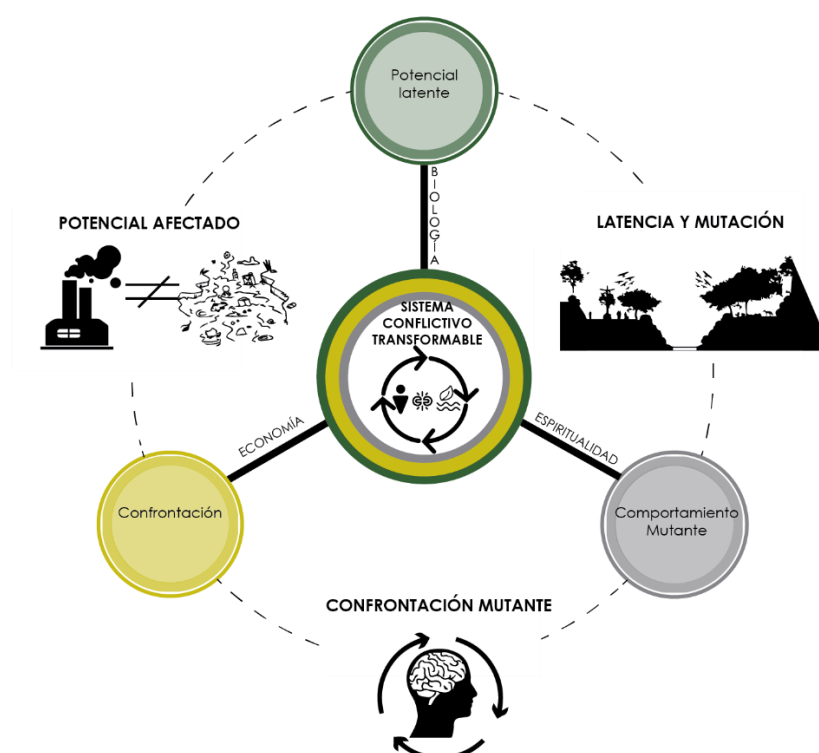 Potencial
latente
BIOLOGÍA
POTENCIAL AFECTADO
LATENCIA Y MUTACIÓN
SISTEMA
CONFLICTIVO
TRANSFORMABLE
ECONOMÍA
ESPIRITUALIDAD
Confrontación
Comportamiento
Mutante
CONFRONTACIÓN MUTANTE